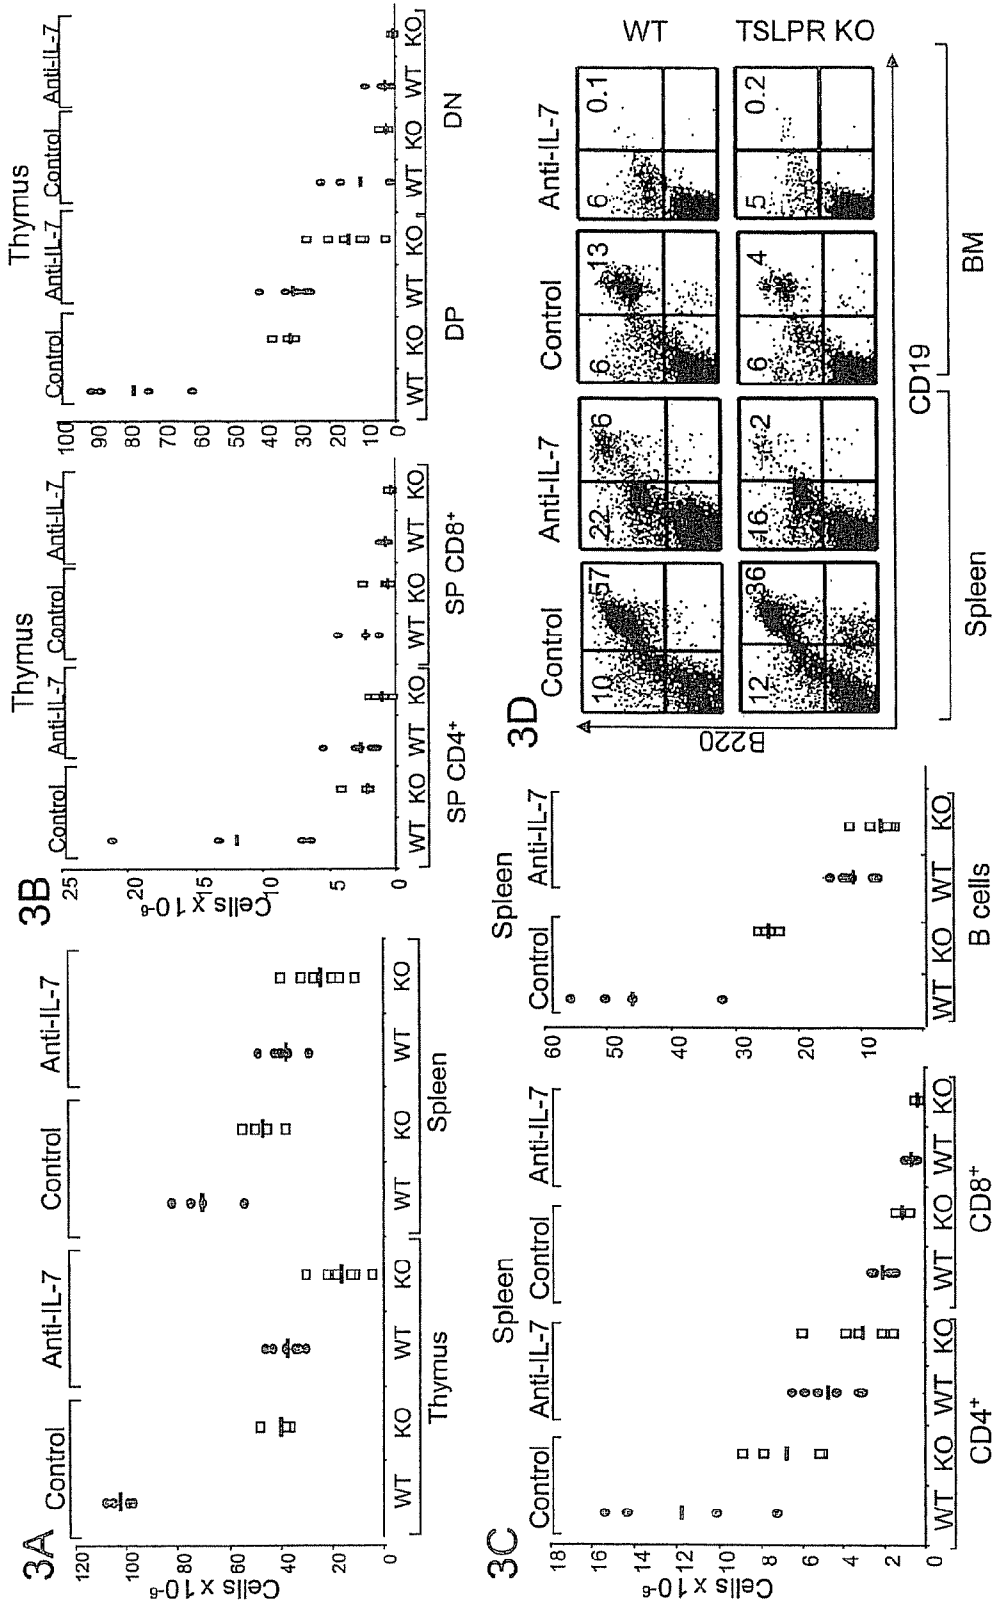 3A
Control Anti-IL-7 Control Anti-IL-7
Cells x 10-6
120
100
80
60
40
20
0
WT KO WT KO WT KO WT KO
Thymus Spleen
3B
Thymus
Control Anti-IL-7 Control Anti-IL-7
Cells x 10-6
25
20
15
10
5
0
WT KO WT KO WT KO WT KO
SP CD4+ SP CD8+
Thymus
Control Anti-IL-7 Control Anti-IL-7
100
90
80
70
60
50
40
30
20
10
0
WT KO WT KO WT KO WT KO
DP DN
3C
Spleen
Control Anti-IL-7 Control Anti-IL-7
Cells x 10-6
18
16
14
12
10
8
6
4
2
0
WT KO WT KO WT KO WT KO
CD4+ CD8+
Spleen
Control Anti-IL-7
60
50
40
30
20
10
WT KO WT KO
B cells
3D
Control Anti-IL-7 Control Anti-IL-7
10 57 22 6 6 13 6 0.1
WT
12 36 16 2 6 4 5 0.2
TSLPR KO
B220
CD19
Spleen BM